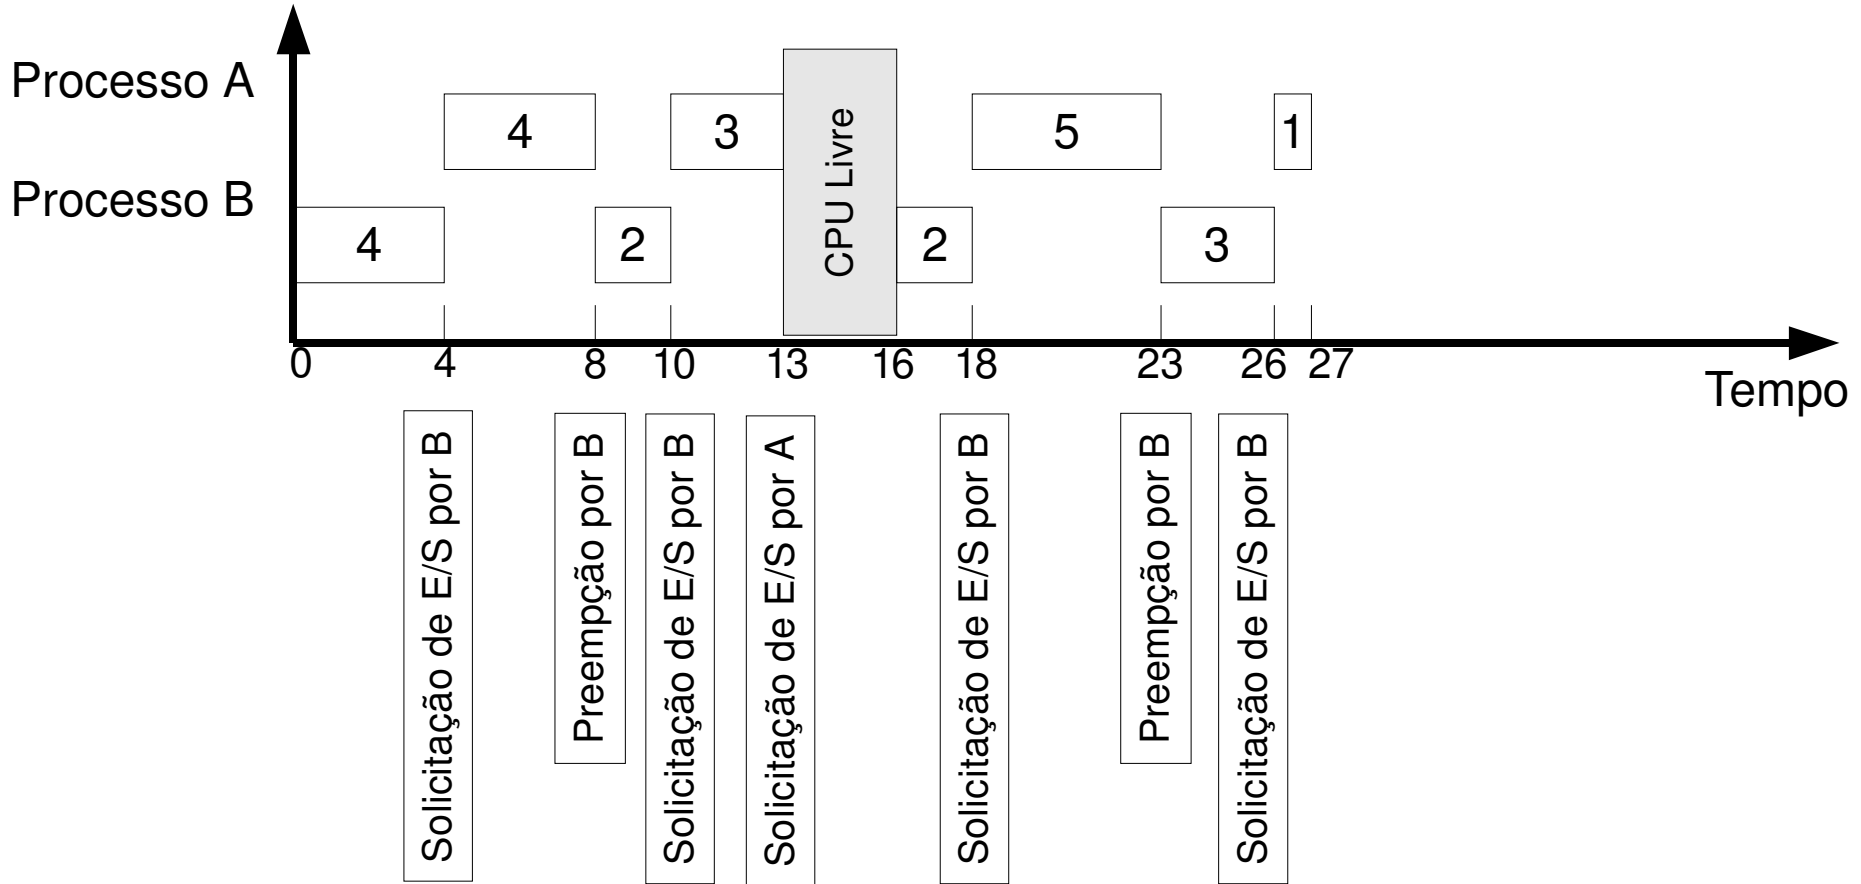 Processo A
4
3
5
1
CPU Livre
Processo B
4
2
2
3
0
4
8
10
13
16
18
23
26
27
Tempo
Solicitação de E/S por B
Preempção por B
Solicitação de E/S por B
Solicitação de E/S por A
Solicitação de E/S por B
Preempção por B
Solicitação de E/S por B